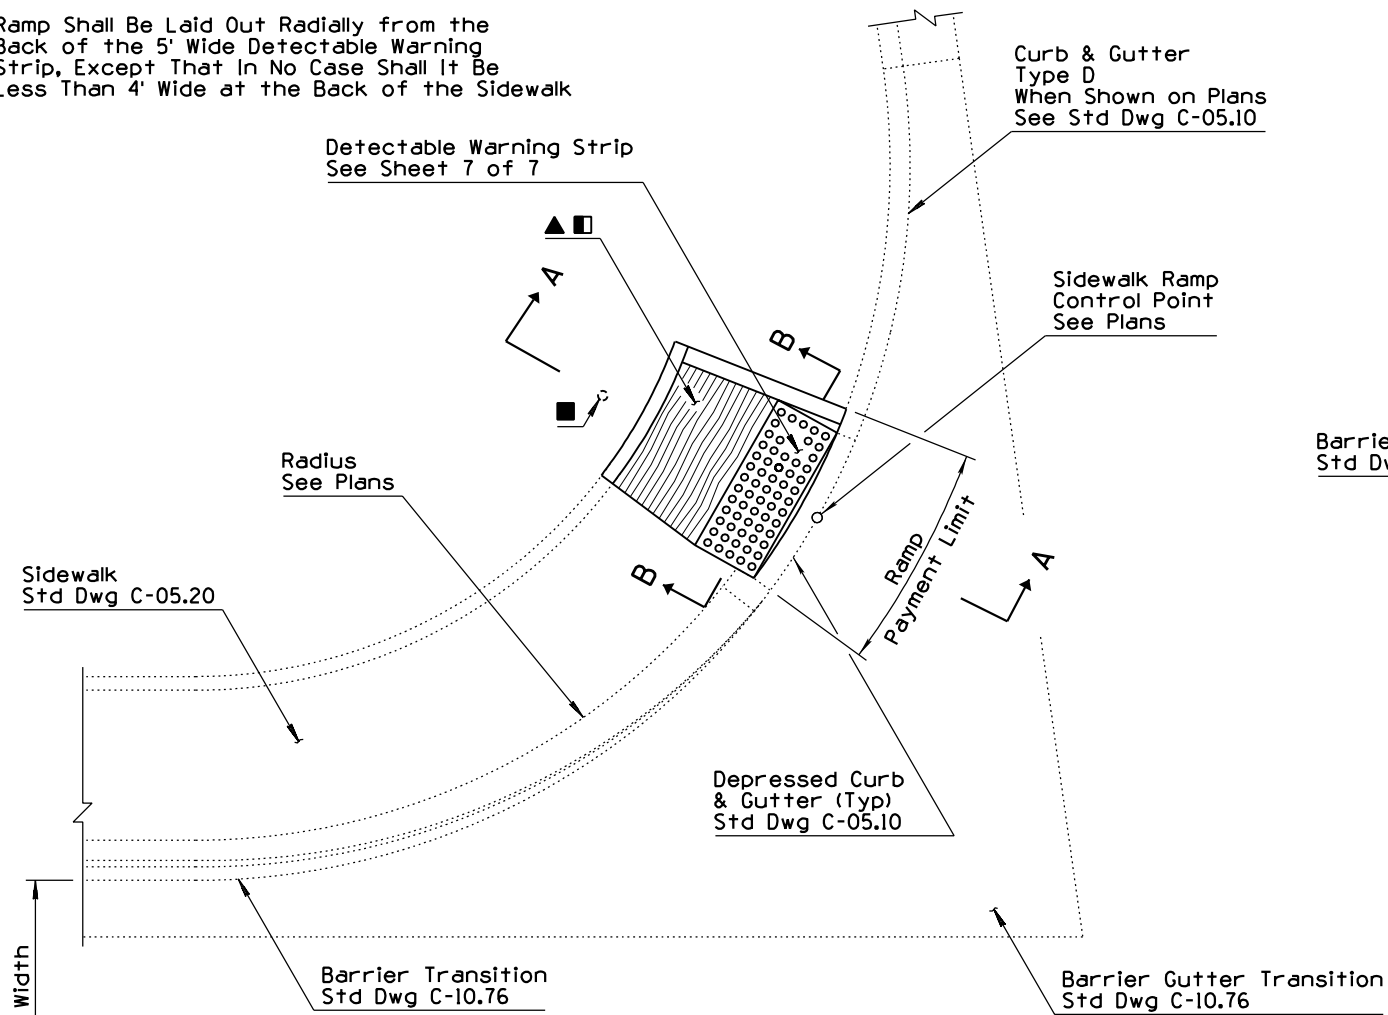 Ramp Shall Be Laid Out Radially from the
Back of the 5' Wide Detectable Warning
Strip, Except That In No Case Shall It Be
Less Than 4' Wide at the Back of the Sidewalk
Curb & Gutter
Type D
When Shown on Plans
See Std Dwg C-05.10
Detectable Warning Strip
See Sheet 7 of 7
A
Sidewalk Ramp
Control Point
See Plans
B
Radius
See Plans
Ramp
Payment Limit
A
B
Sidewalk
Std Dwg C-05.20
Depressed Curb
& Gutter (Typ)
Std Dwg C-05.10
Width
Barrier Transition
Std Dwg C-10.76
Barrier Gutter Transition
Std Dwg C-10.76